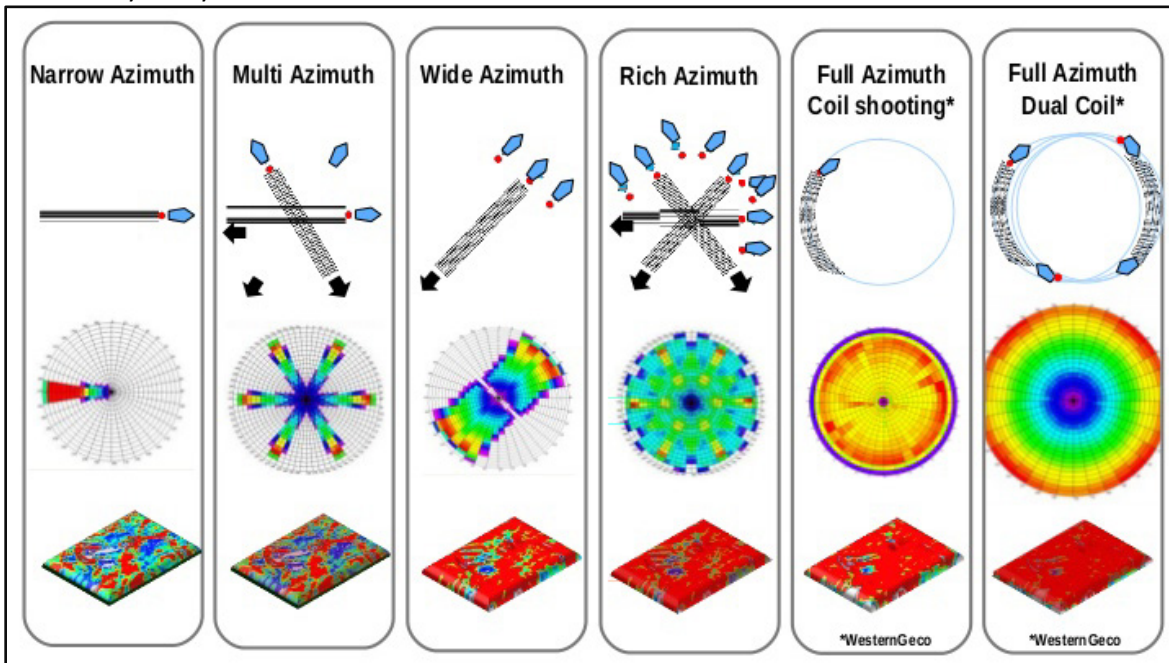 Narrow Azimuth
Multi Azimuth
Wide Azimuth
Rich Azimuth
Full Azimuth
Coil shooting*
Full Azimuth
Dual Coil*
*WesternGeco
*WesternGeco